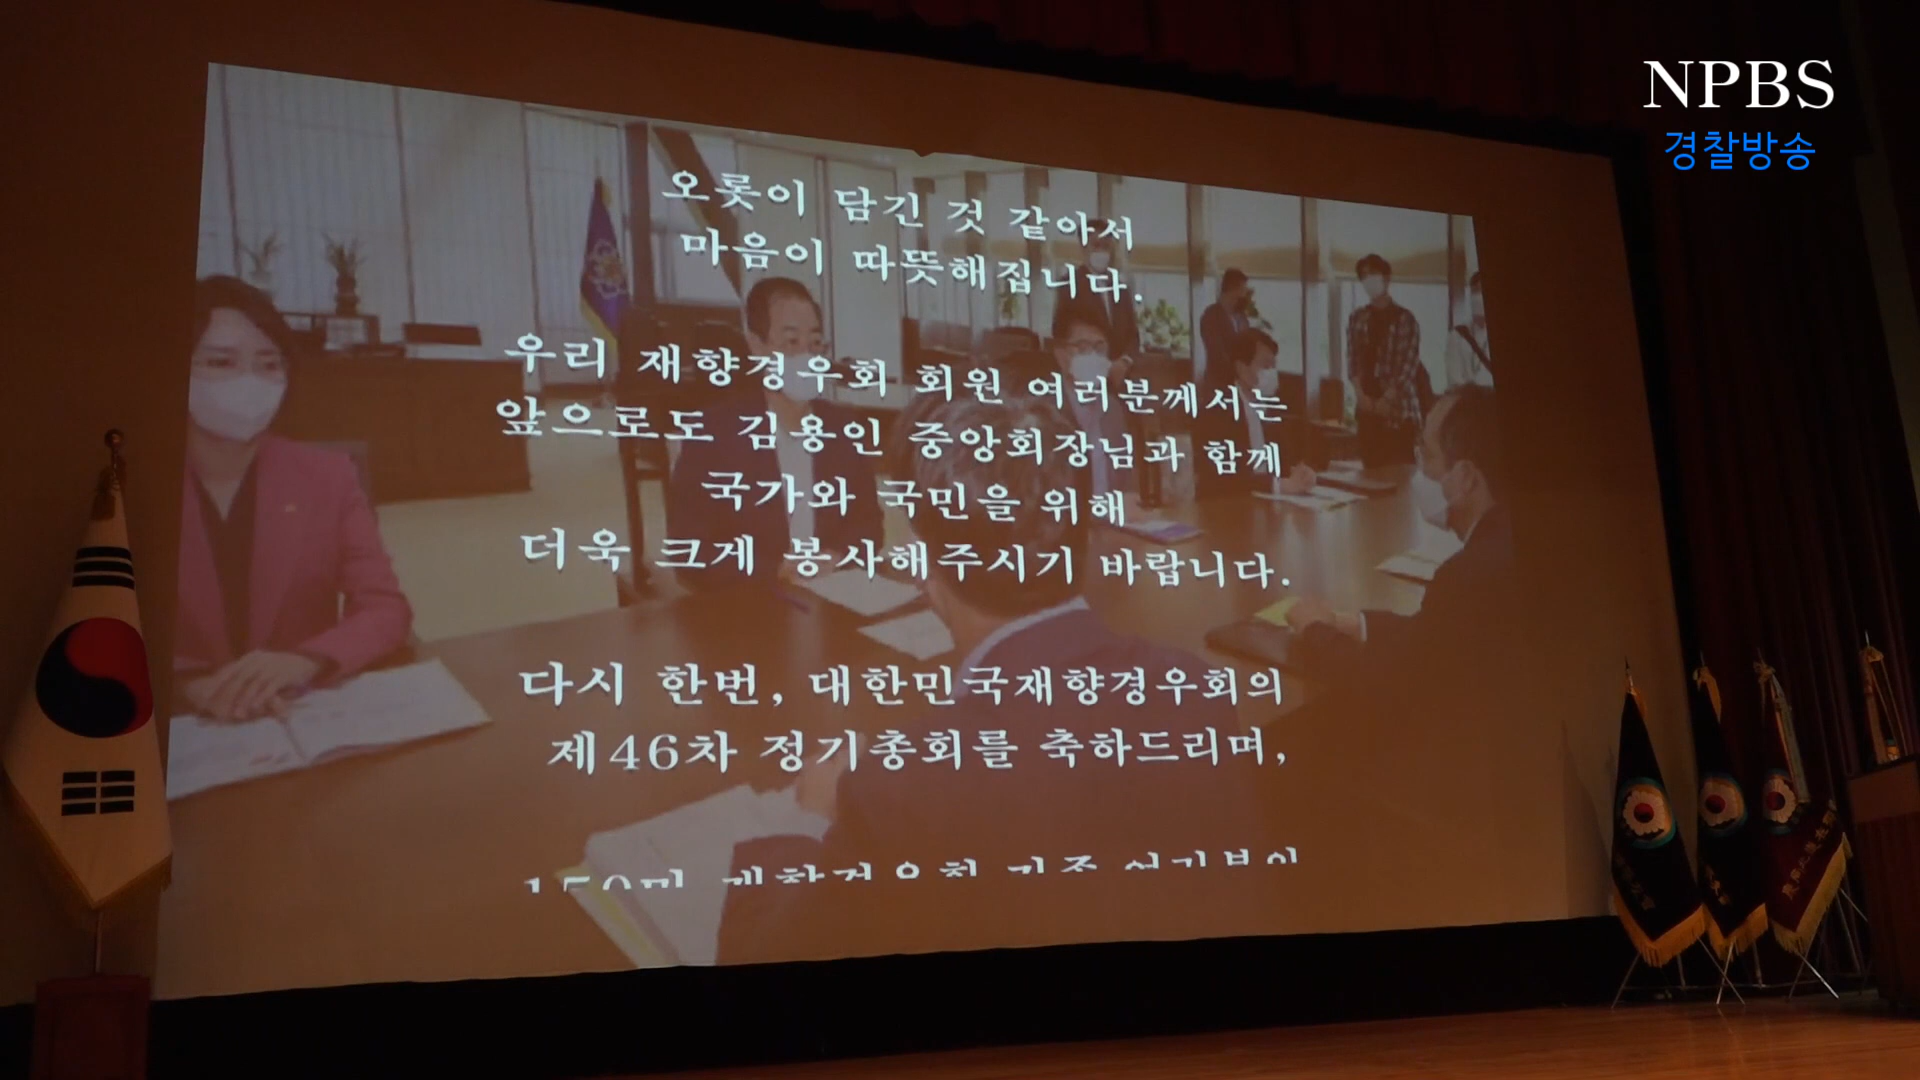 NPBS
경찰방송
오롯이 담긴 것 같아서
마음이 따뜻해집니다.
우리 재향경우회 회원 여러분께서는
앞으로도 김용인 중앙회장님과 함께
국가와 국민을 위해
더욱 크게 봉사해주시기 바랍니다.
다시 한번, 대한민국재향경우회의
제46차 정기총회를 축하드리며,